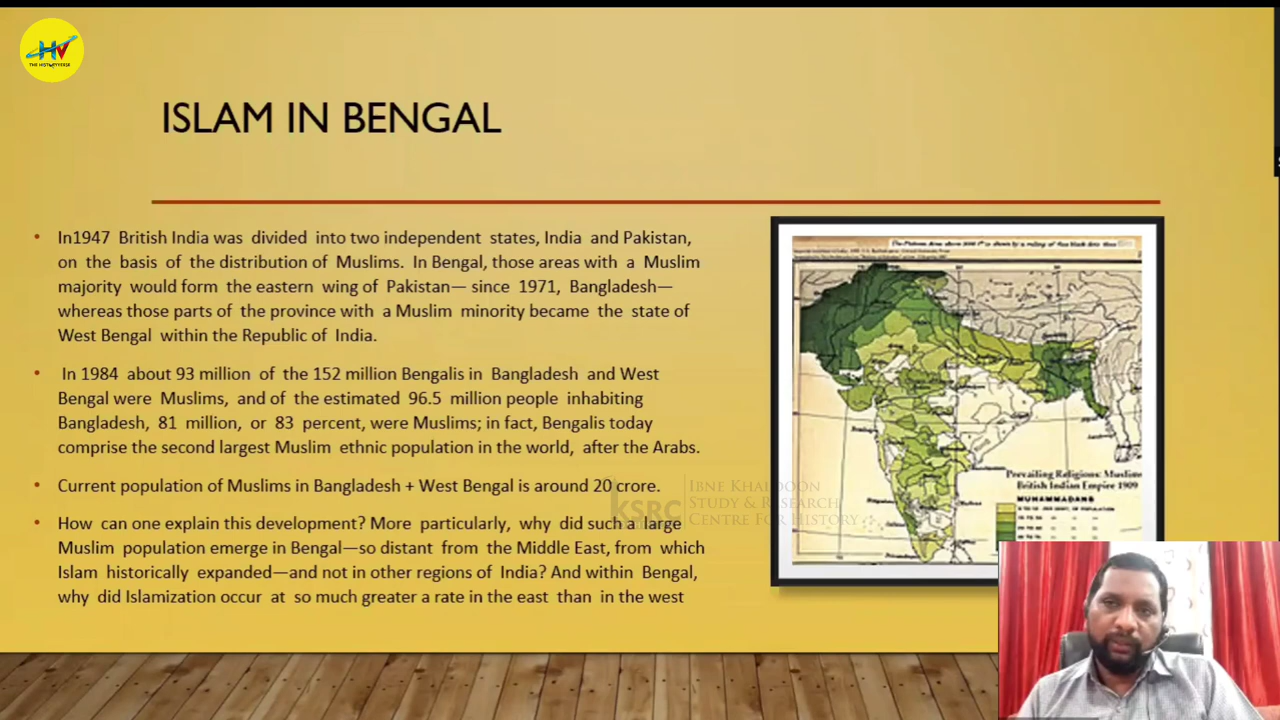 HV
THE HISTORYVERSE
ISLAM IN BENGAL
• In1947 British India was divided into two independent states, India and Pakistan,
on the basis of the distribution of Muslims. In Bengal, those areas with a Muslim
majority would form the eastern wing of Pakistan— since 1971, Bangladesh—
whereas those parts of the province with a Muslim minority became the state of
West Bengal within the Republic of India.
• In 1984 about 93 million of the 152 million Bengalis in Bangladesh and West
Bengal were Muslims, and of the estimated 96.5 million people inhabiting
Bangladesh, 81 million, or 83 percent, were Muslims; in fact, Bengalis today
comprise the second largest Muslim ethnic population in the world, after the Arabs.
• Current population of Muslims in Bangladesh + West Bengal is around 20 crore.
• How can one explain this development? More particularly, why did such a large
Muslim population emerge in Bengal—so distant from the Middle East, from which
Islam historically expanded—and not in other regions of India? And within Bengal,
why did Islamization occur at so much greater a rate in the east than in the west
Prevailing Religions: Muslims
British Indian Empire 1909
MUHAMMADANS
KSRC
IBNE KHALDOON
STUDY & RESEARCH
CENTRE FOR HISTORY